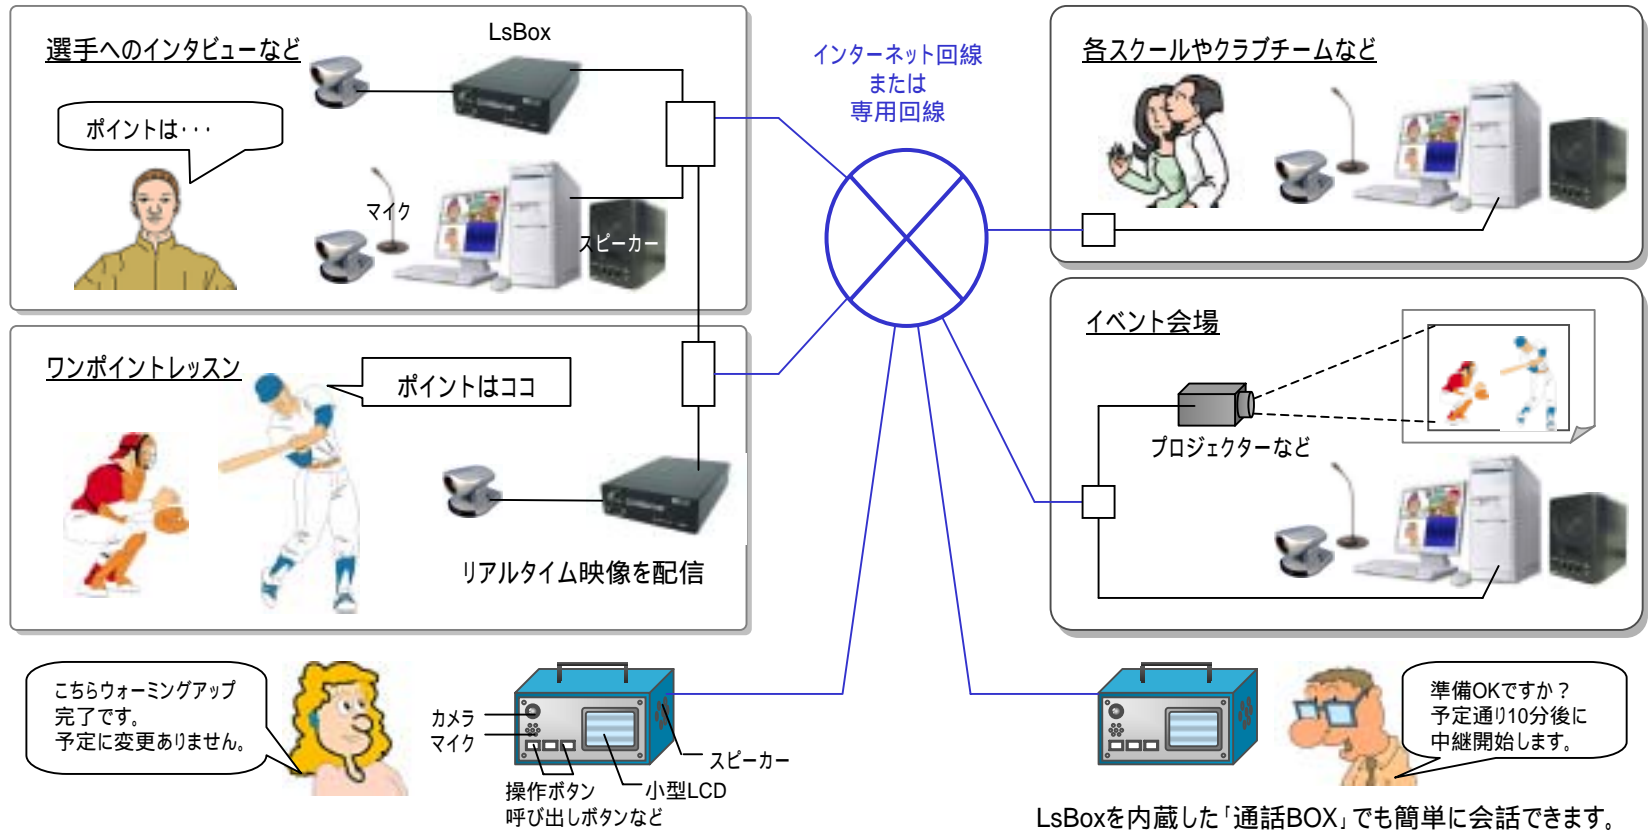 選手へのインタビューなど
LsBox
ポイントは・・・
マイク
スピーカー
ワンポイントレッスン
ポイントはココ
リアルタイム映像を配信
インターネット回線
または
専用回線
各スクールやクラブチームなど
イベント会場
プロジェクターなど
こちらウォーミングアップ
完了です。
予定に変更ありません。
カメラ
マイク
操作ボタン
呼び出しボタンなど
小型LCD
スピーカー
準備OKですか？
予定通り10分後に
中継開始します。
LsBoxを内蔵した「通話BOX」でも簡単に会話できます。